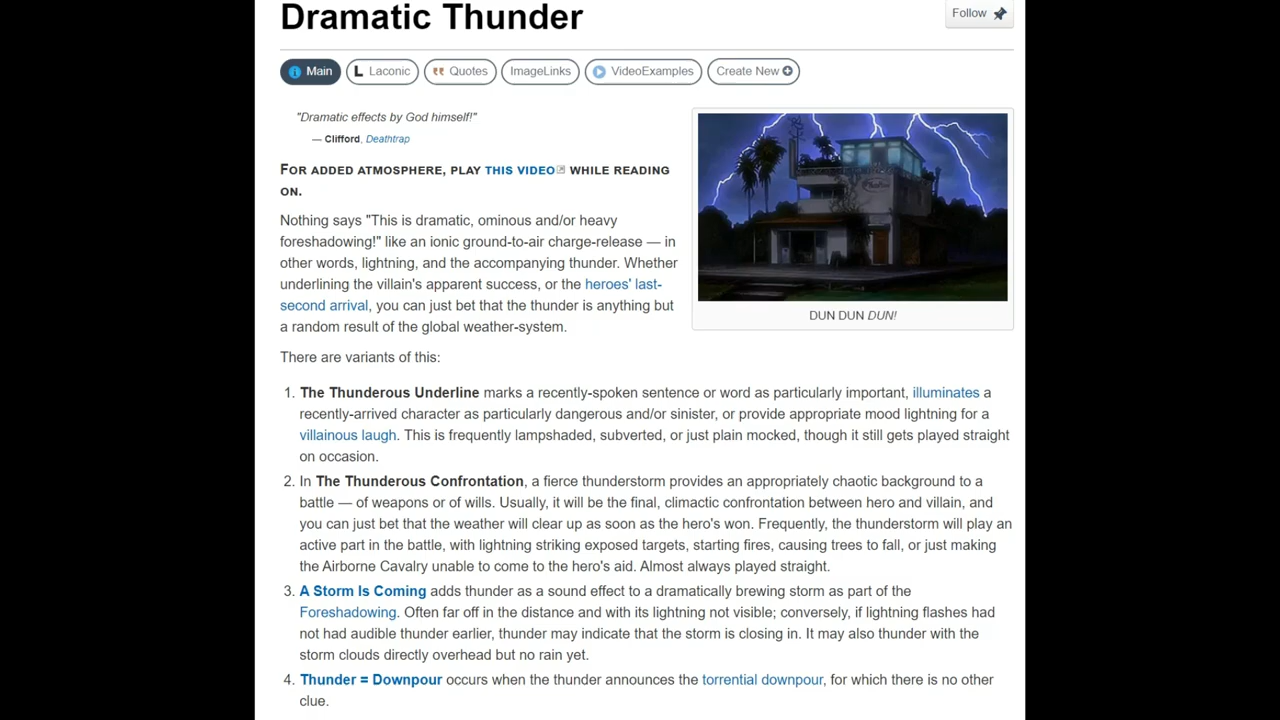 Dramatic Thunder
Follow
Main
L Laconic
Quotes
ImageLinks
VideoExamples
Create New
"Dramatic effects by God himself!"
— Clifford, Deathtrap
FOR ADDED ATMOSPHERE, PLAY THIS VIDEO WHILE READING
ON.
Nothing says "This is dramatic, ominous and/or heavy
foreshadowing!" like an ionic ground-to-air charge-release — in
other words, lightning, and the accompanying thunder. Whether
underlining the villain's apparent success, or the heroes' last-
second arrival, you can just bet that the thunder is anything but
a random result of the global weather-system.
DUN DUN DUN!
There are variants of this:
1. The Thunderous Underline marks a recently-spoken sentence or word as particularly important, illuminates a
recently-arrived character as particularly dangerous and/or sinister, or provide appropriate mood lightning for a
villainous laugh. This is frequently lampshaded, subverted, or just plain mocked, though it still gets played straight
on occasion.
2. In The Thunderous Confrontation, a fierce thunderstorm provides an appropriately chaotic background to a
battle — of weapons or of wills. Usually, it will be the final, climactic confrontation between hero and villain, and
you can just bet that the weather will clear up as soon as the hero's won. Frequently, the thunderstorm will play an
active part in the battle, with lightning striking exposed targets, starting fires, causing trees to fall, or just making
the Airborne Cavalry unable to come to the hero's aid. Almost always played straight.
3. A Storm Is Coming adds thunder as a sound effect to a dramatically brewing storm as part of the
Foreshadowing. Often far off in the distance and with its lightning not visible; conversely, if lightning flashes had
not had audible thunder earlier, thunder may indicate that the storm is closing in. It may also thunder with the
storm clouds directly overhead but no rain yet.
4. Thunder = Downpour occurs when the thunder announces the torrential downpour, for which there is no other
clue.